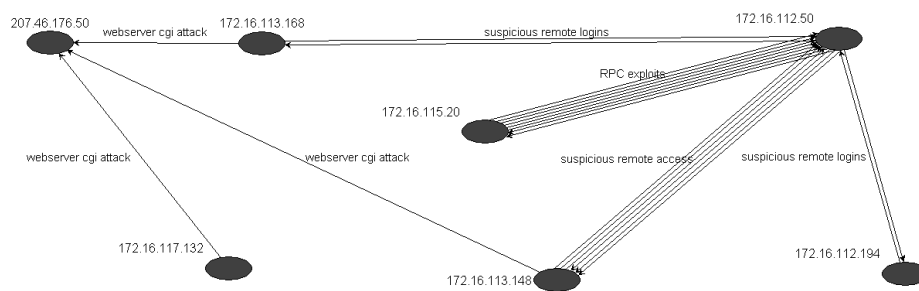 207.46.176.50
172.16.113.168
172.16.112.50
webserver cgi attack
suspicious remote logins
RPC exploits
172.16.115.20
webserver cgi attack
webserver cgi attack
suspicious remote access
suspicious remote logins
172.16.117.132
172.16.113.148
172.16.112.194